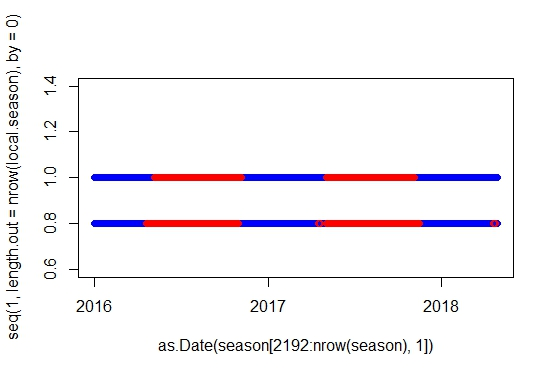 seq(1, length.out = nrow(local.season), by = 0)
1.4
1.2
1.0
0.8
0.6
2016 2017 2018
as.Date(season[2192:nrow(season), 1])